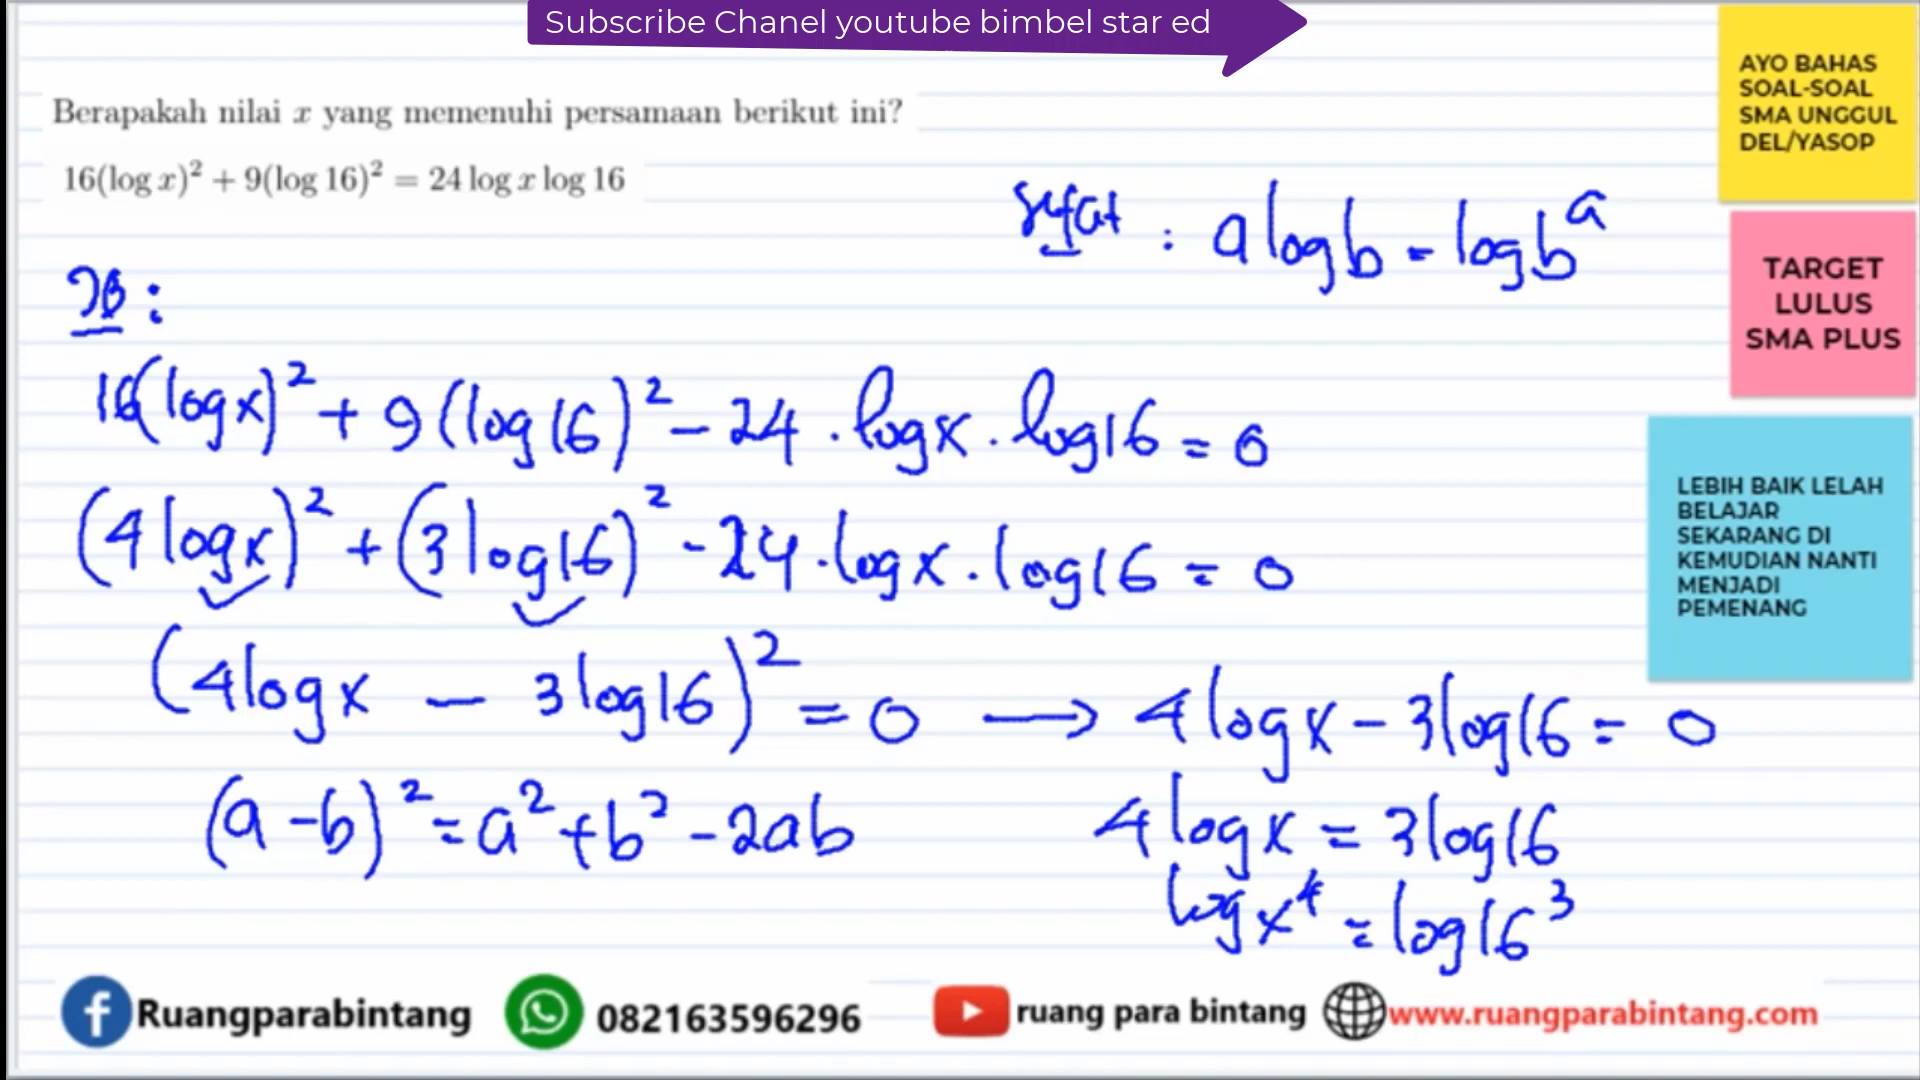 Subscribe Chanel youtube bimbel star ed
Berapakah nilai x yang memenuhi persamaan berikut ini?
16(log x)² + 9(log 16)² = 24 log x log 16
sifat : a log b = log b^a
JB :
16(log x)² + 9(log 16)² - 24 . log x . log 16 = 0
(4 log x)² + (3 log 16)² - 24 . log x . log 16 = 0
(4 log x - 3 log 16)² = 0 → 4 log x - 3 log 16 = 0
(a - b)² = a² + b² - 2ab
4 log x = 3 log 16
log x⁴ = log 16³
AYO BAHAS
SOAL-SOAL
SMA UNGGUL
DEL/YASOP
TARGET
LULUS
SMA PLUS
LEBIH BAIK LELAH
BELAJAR
SEKARANG DI
KEMUDIAN NANTI
MENJADI
PEMENANG
Ruangparabintang
082163596296
ruang para bintang
www.ruangparabintang.com